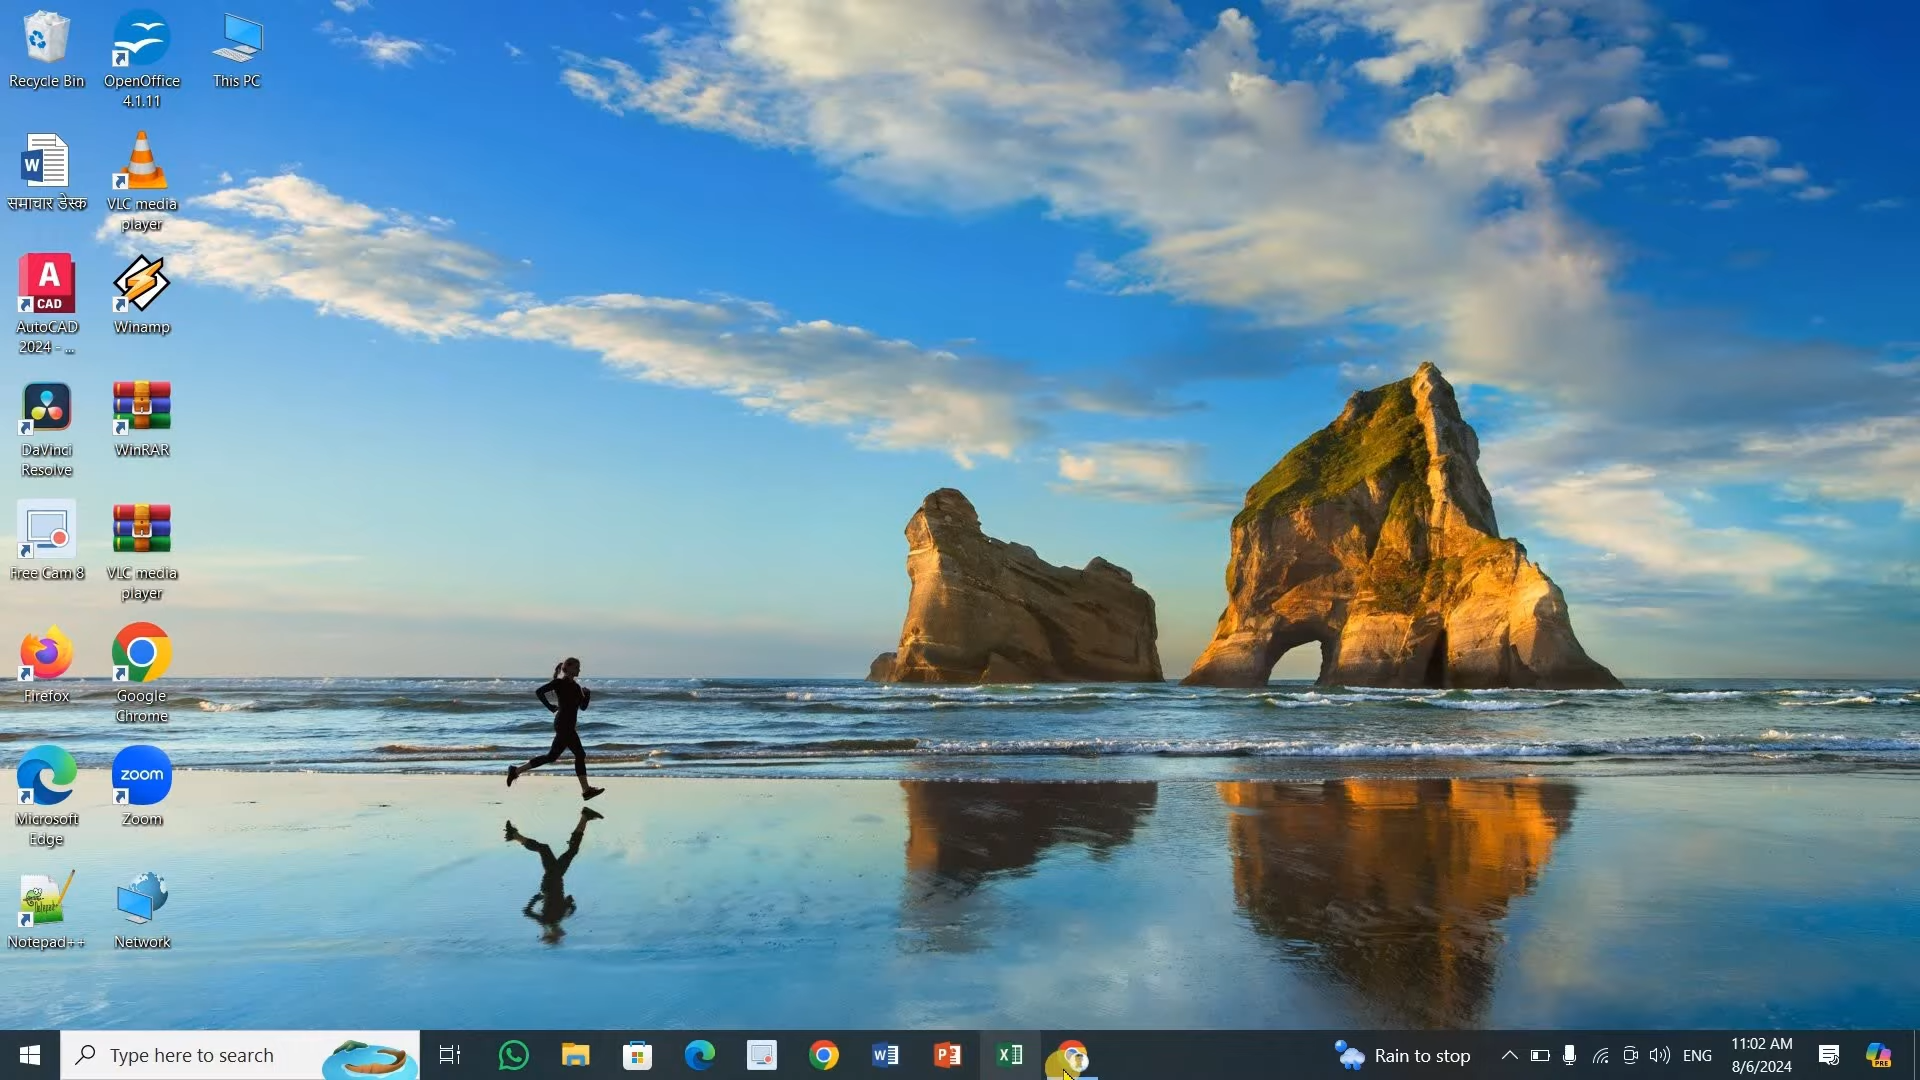 Recycle Bin
OpenOffice
4.1.11
This PC
W
समाचार डेस्क
VLC media
player
A
CAD
AutoCAD
2024 - ...
Winamp
DaVinci
Resolve
WinRAR
Free Cam 8
VLC media
player
Firefox
Google
Chrome
zoom
Microsoft
Edge
Zoom
Notepad++
Network
Type here to search
W
P
X
Rain to stop
ENG
11:02 AM
8/6/2024
PRE